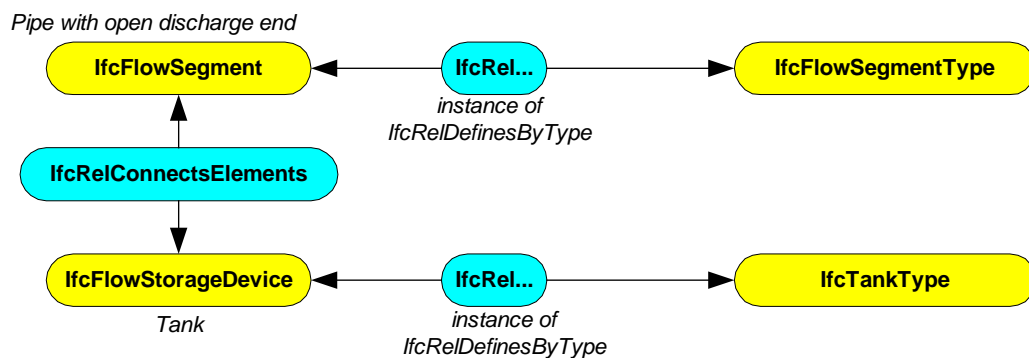 Pipe with open discharge end
IfcFlowSegment
IfcRel...
IfcFlowSegmentType
instance of
IfcRelDefinesByType
IfcRelConnectsElements
IfcFlowStorageDevice
IfcRel...
IfcTankType
Tank
instance of
IfcRelDefinesByType